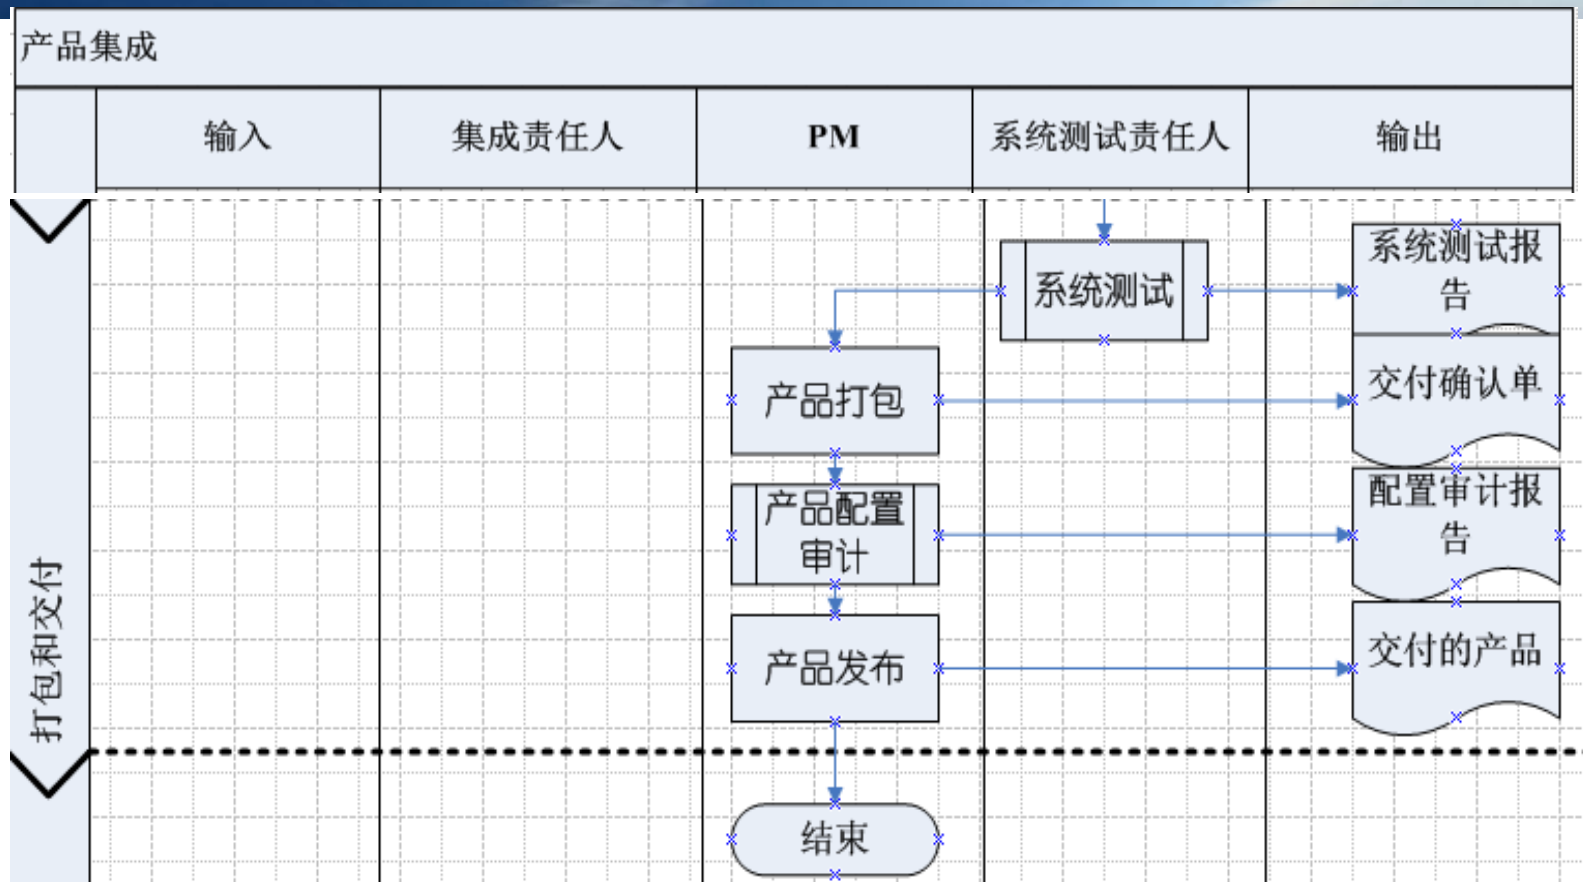 产品集成
输入
集成责任人
PM
系统测试责任人
输出
系统测试
系统测试报
告
产品打包
交付确认单
产品配置
审计
配置审计报
告
打包和交付
产品发布
交付的产品
结束